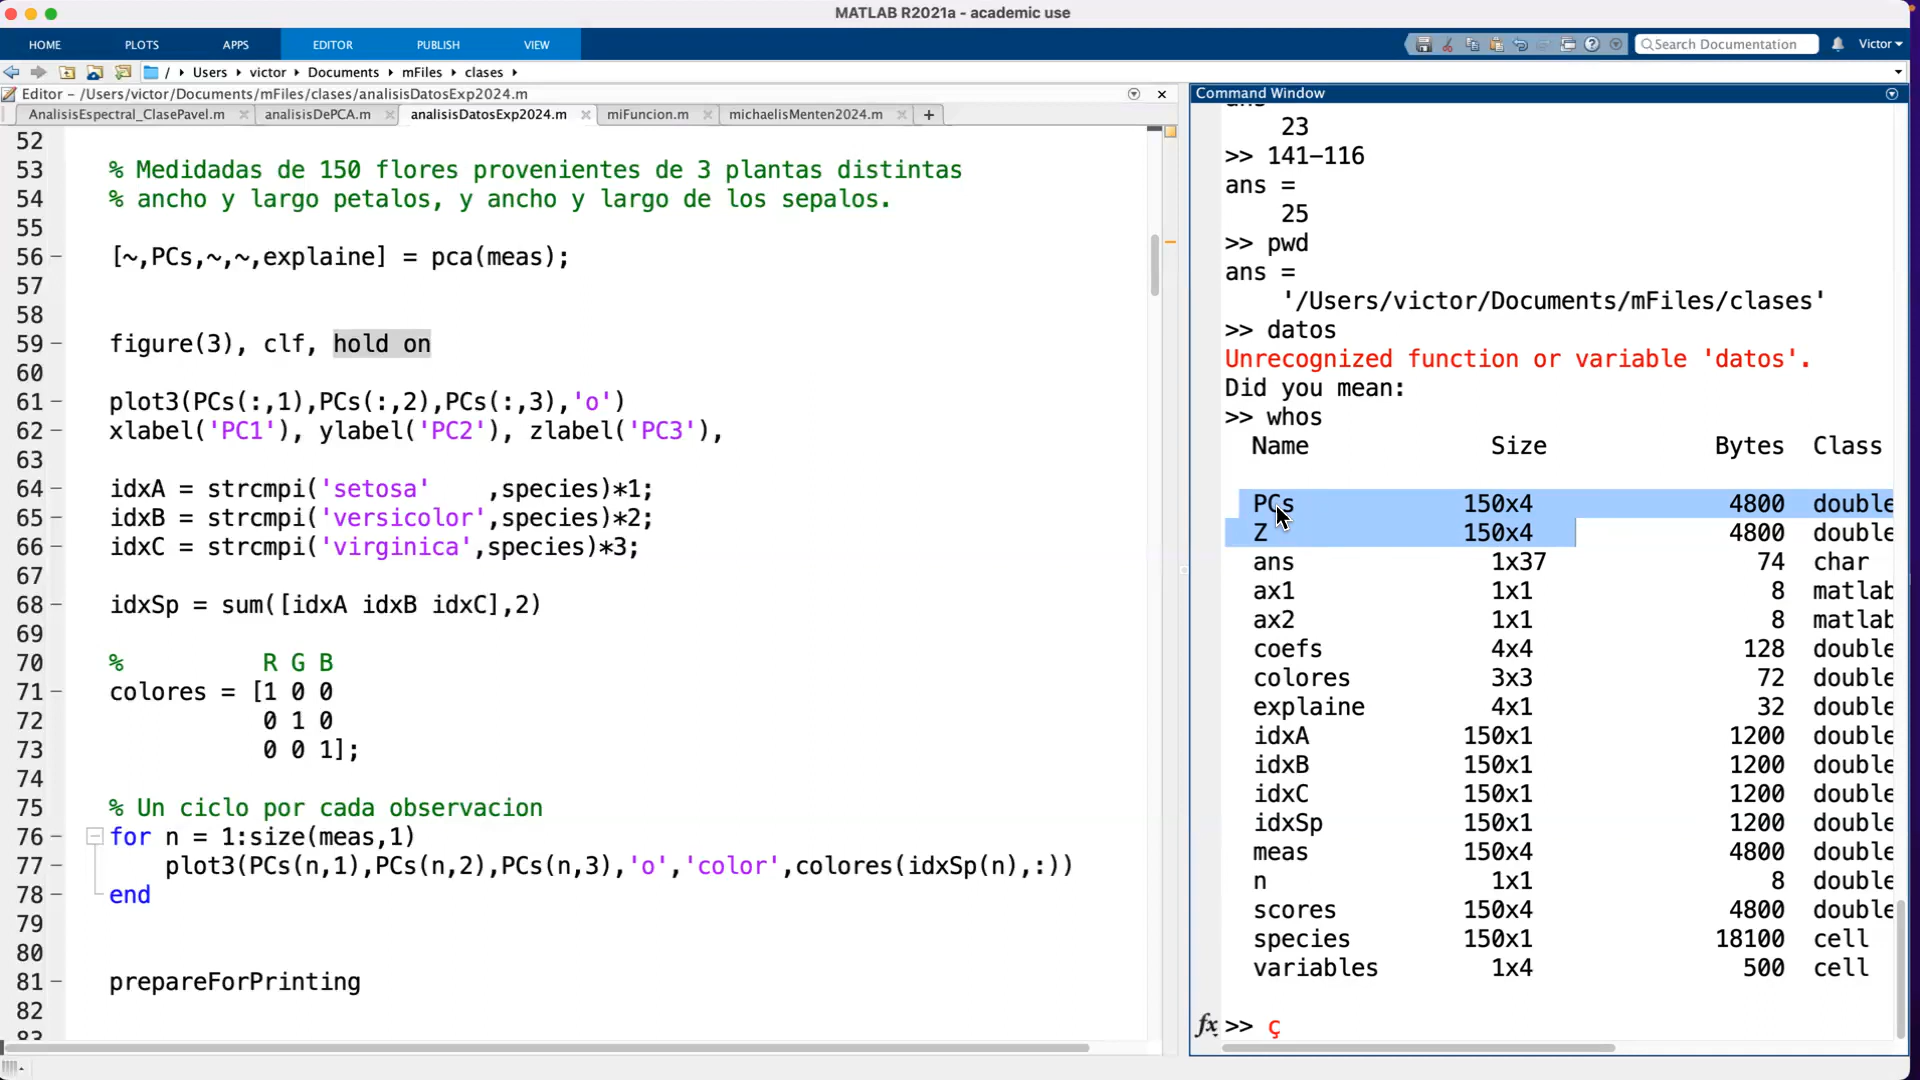 MATLAB R2021a - academic use
HOME PLOTS APPS EDITOR PUBLISH VIEW
Search Documentation
Victor
/ Users victor Documents mFiles clases
Editor – /Users/victor/Documents/mFiles/clases/analisisDatosExp2024.m
AnalisisEspectral_ClasePavel.m analisisDePCA.m analisisDatosExp2024.m miFuncion.m michaelisMenten2024.m +
52
53 % Medidadas de 150 flores provenientes de 3 plantas distintas
54 % ancho y largo petalos, y ancho y largo de los sepalos.
55
56 – [~,PCs,~,~,explaine] = pca(meas);
57
58
59 – figure(3), clf, hold on
60
61 – plot3(PCs(:,1),PCs(:,2),PCs(:,3),'o')
62 – xlabel('PC1'), ylabel('PC2'), zlabel('PC3'),
63
64 – idxA = strcmpi('setosa'    ,species)*1;
65 – idxB = strcmpi('versicolor',species)*2;
66 – idxC = strcmpi('virginica',species)*3;
67
68 – idxSp = sum([idxA idxB idxC],2)
69
70 %          R G B
71 – colores = [1 0 0
72 – 0 1 0
73 – 0 0 1];
74
75 % Un ciclo por cada observacion
76 – for n = 1:size(meas,1)
77 – plot3(PCs(n,1),PCs(n,2),PCs(n,3),'o','color',colores(idxSp(n),:))
78 – end
79
80
81 – prepareForPrinting
82
83
Command Window
ans =
23
>> 141–116
ans =
25
>> pwd
ans =
'/Users/victor/Documents/mFiles/clases'
>> datos
Unrecognized function or variable 'datos'.
Did you mean:
>> whos
Name Size Bytes Class
PCs 150x4 4800 double
Z 150x4 4800 double
ans 1x37 74 char
ax1 1x1 8 matlab
ax2 1x1 8 matlab
coefs 4x4 128 double
colores 3x3 72 double
explaine 4x1 32 double
idxA 150x1 1200 double
idxB 150x1 1200 double
idxC 150x1 1200 double
idxSp 150x1 1200 double
meas 150x4 4800 double
n 1x1 8 double
scores 150x4 4800 double
species 150x1 18100 cell
variables 1x4 500 cell
fx >> ç